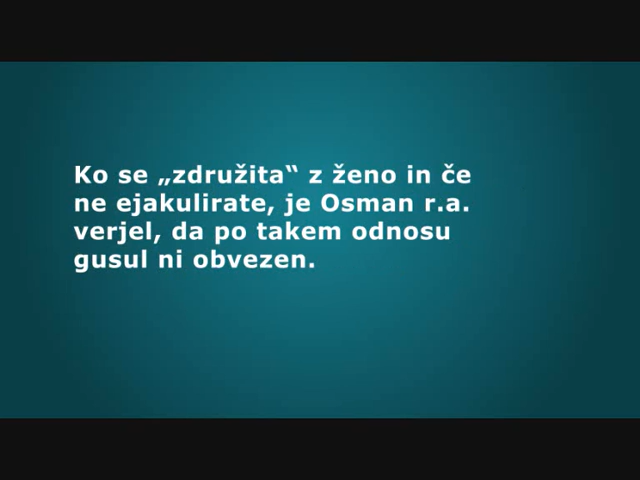 Ko se „združita‟ z ženo in če
ne ejakulirate, je Osman r.a.
verjel, da po takem odnosu
gusul ni obvezen.